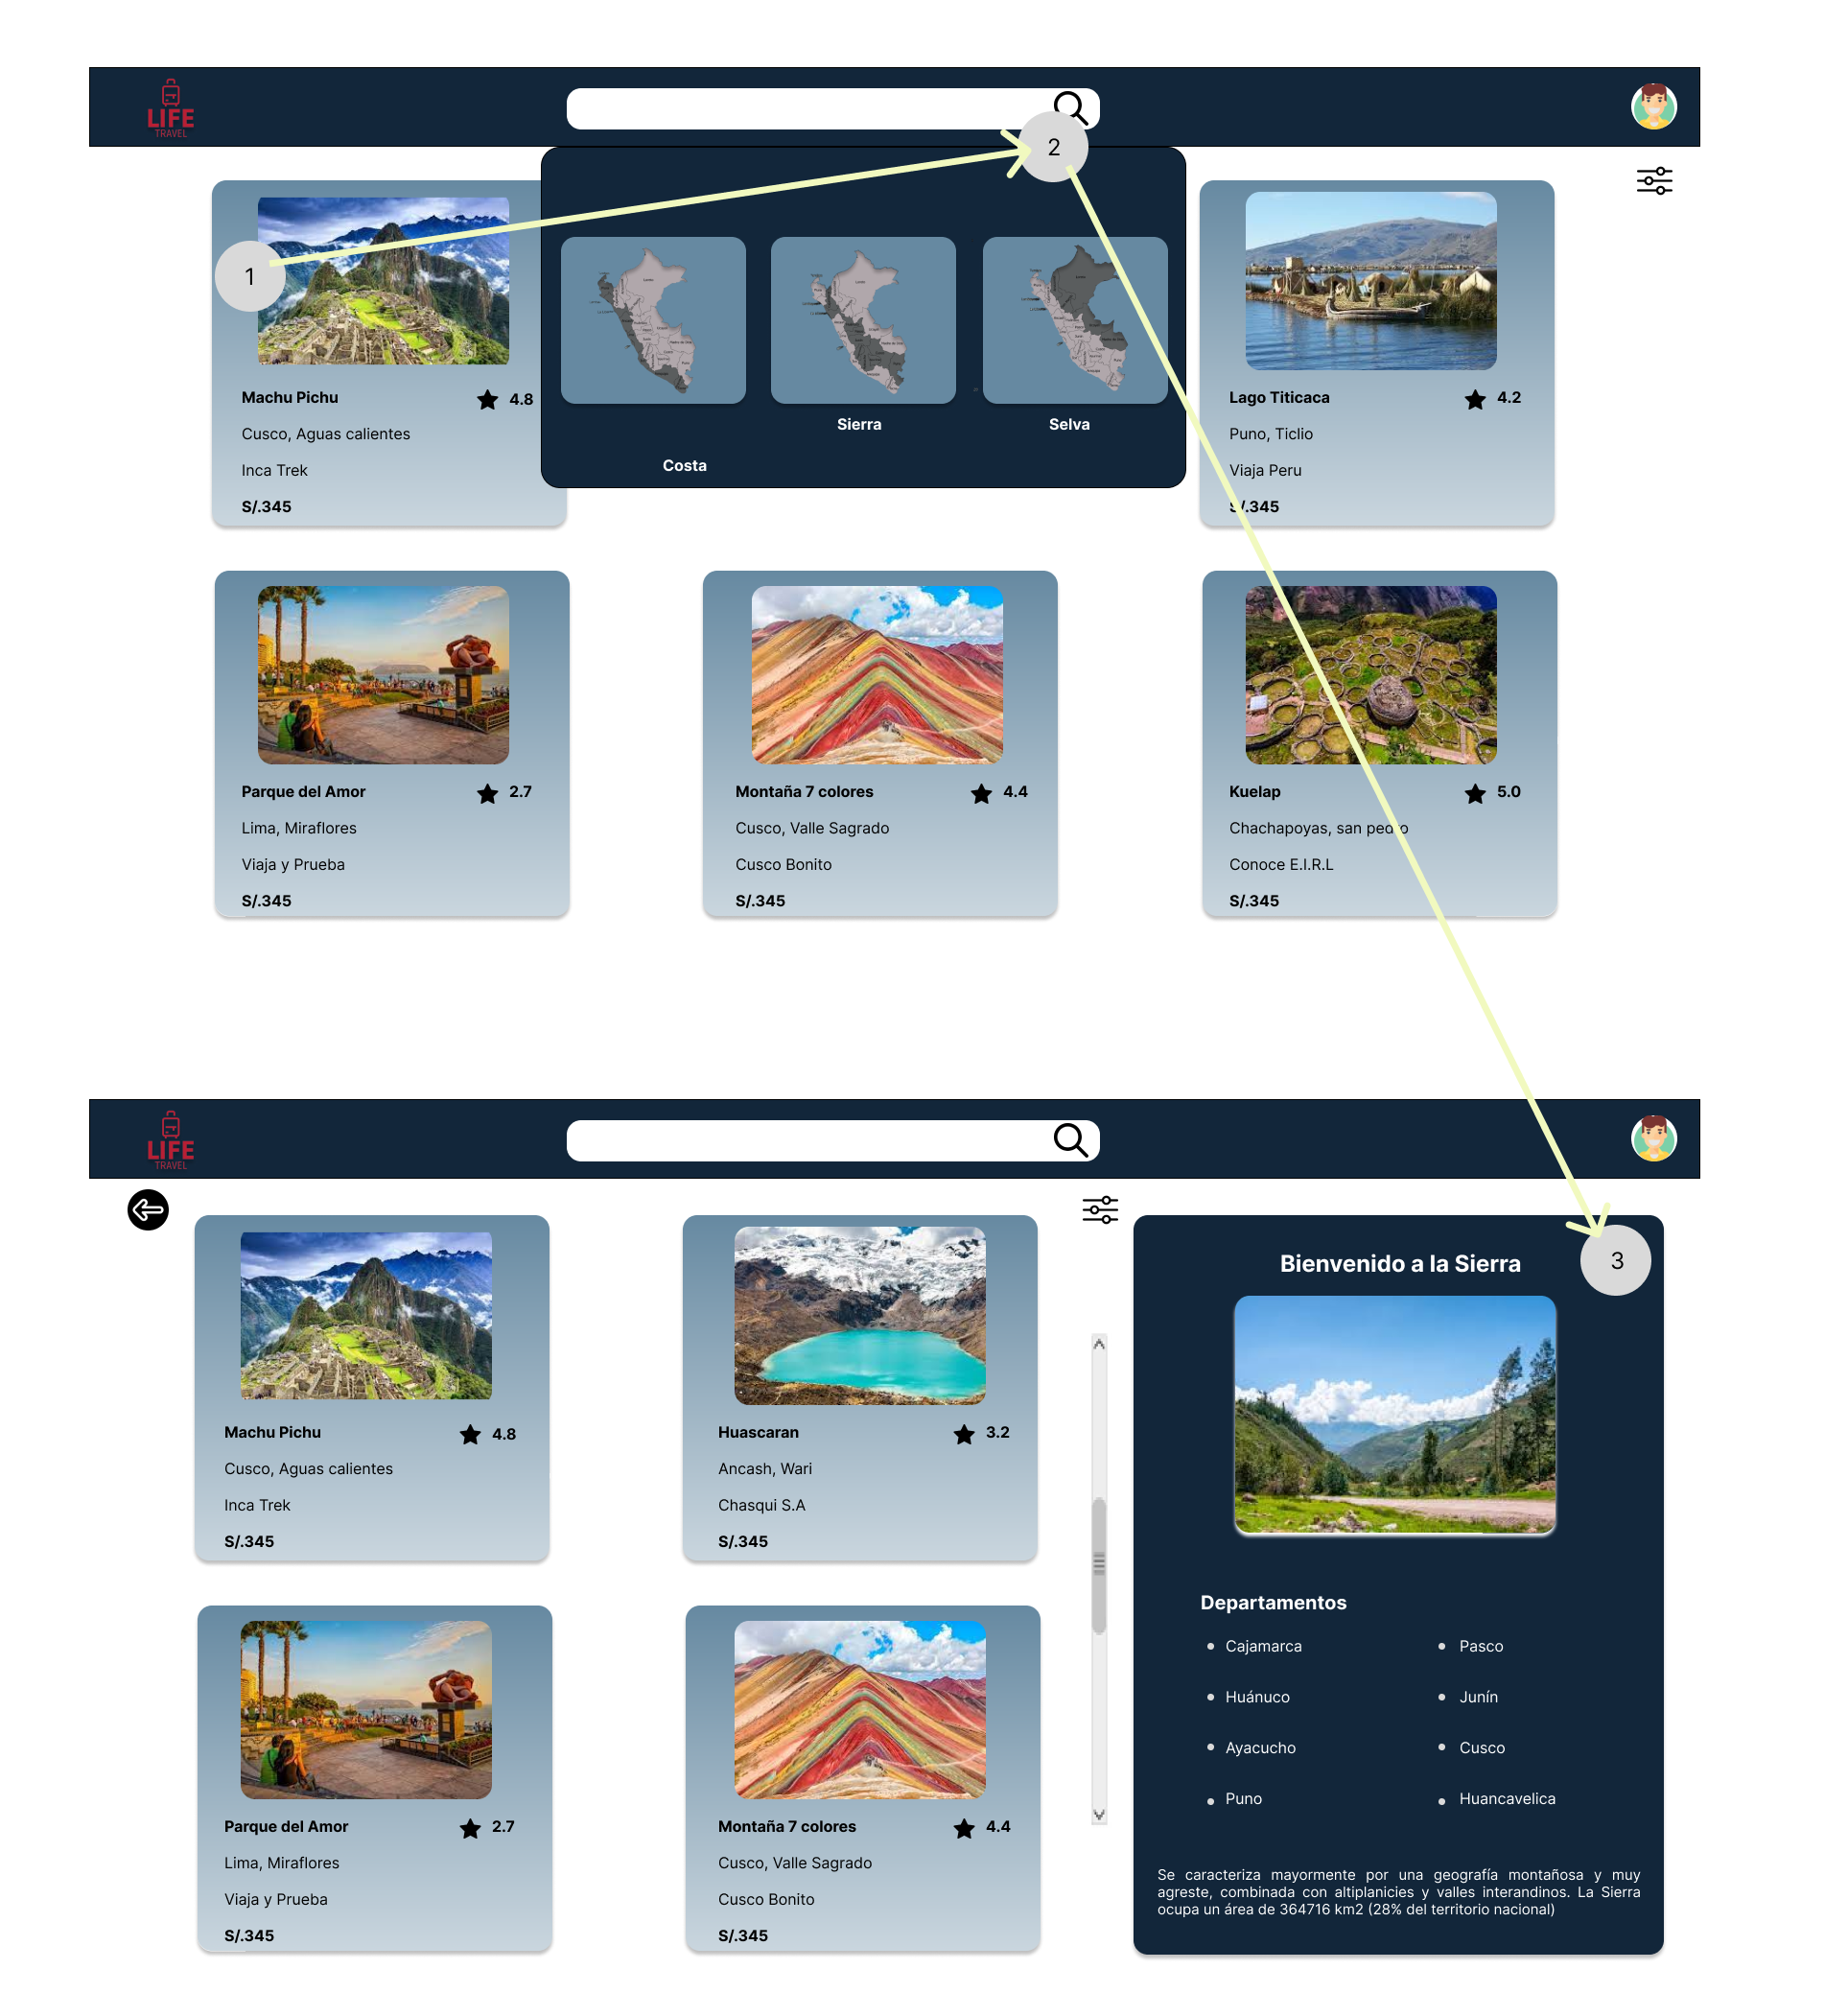 LIFE
TRAVEL
2
1
Machu Pichu
4.8
Cusco, Aguas calientes
Inca Trek
S/.345
Sierra
Selva
Costa
Lago Titicaca
4.2
Puno, Ticlio
Viaja Peru
S/.345
Parque del Amor
2.7
Lima, Miraflores
Viaja y Prueba
S/.345
Montaña 7 colores
4.4
Cusco, Valle Sagrado
Cusco Bonito
S/.345
Kuelap
5.0
Chachapoyas, san pedro
Conoce E.I.R.L
S/.345
LIFE
TRAVEL
Machu Pichu
4.8
Cusco, Aguas calientes
Inca Trek
S/.345
Huascaran
3.2
Ancash, Wari
Chasqui S.A
S/.345
Parque del Amor
2.7
Lima, Miraflores
Viaja y Prueba
S/.345
Montaña 7 colores
4.4
Cusco, Valle Sagrado
Cusco Bonito
S/.345
3
Bienvenido a la Sierra
Departamentos
Cajamarca
Pasco
Huánuco
Junín
Ayacucho
Cusco
Puno
Huancavelica
Se caracteriza mayormente por una geografía montañosa y muy
agreste, combinada con altiplanicies y valles interandinos. La Sierra
ocupa un área de 364716 km2 (28% del territorio nacional)